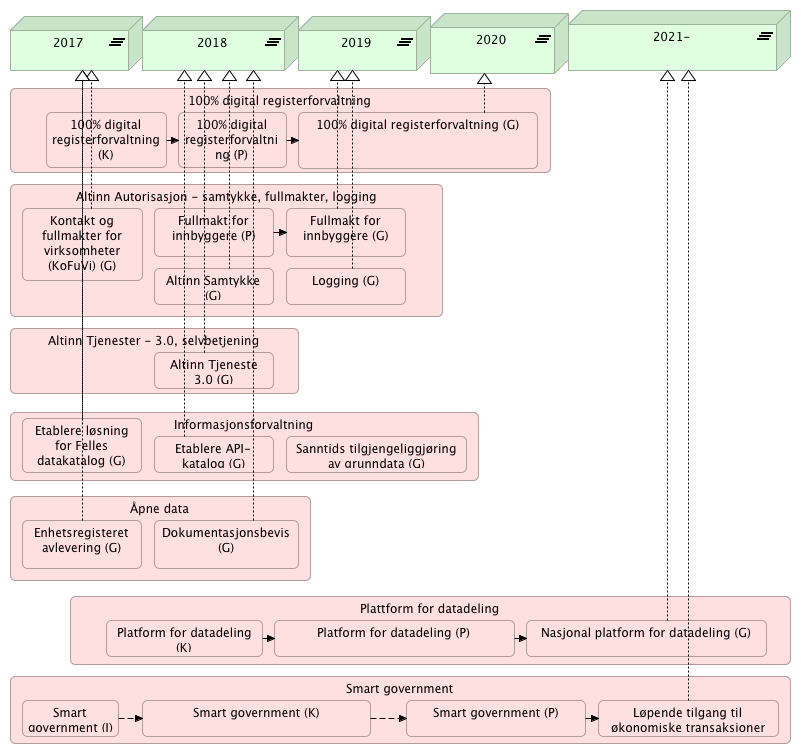 2017
2018
2019
2020
2021-
100% digital registerforvaltning
100% digital
registerforvaltning
(K)
100% digital
registerforvaltni
ng (P)
100% digital registerforvaltning (G)
Altinn Autorisasjon - samtykke, fullmakter, logging
Kontakt og
fullmakter for
virksomheter
(KoFuVi) (G)
Fullmakt for
innbyggere (P)
Fullmakt for
innbyggere (G)
Altinn Samtykke
(G)
Logging (G)
Altinn Tjenester - 3.0, selvbetjening
Altinn Tjeneste
3.0 (G)
Informasjonsforvaltning
Etablere løsning
for Felles
datakatalog (G)
Etablere API-
katalog (G)
Sanntids tilgjengeliggjøring
av grunndata (G)
Åpne data
Enhetsregisteret
avlevering (G)
Dokumentasjonsbevis
(G)
Plattform for datadeling
Platform for datadeling
(K)
Platform for datadeling (P)
Nasjonal platform for datadeling (G)
Smart government
Smart
government (I)
Smart government (K)
Smart government (P)
Løpende tilgang til
økonomiske transaksjoner